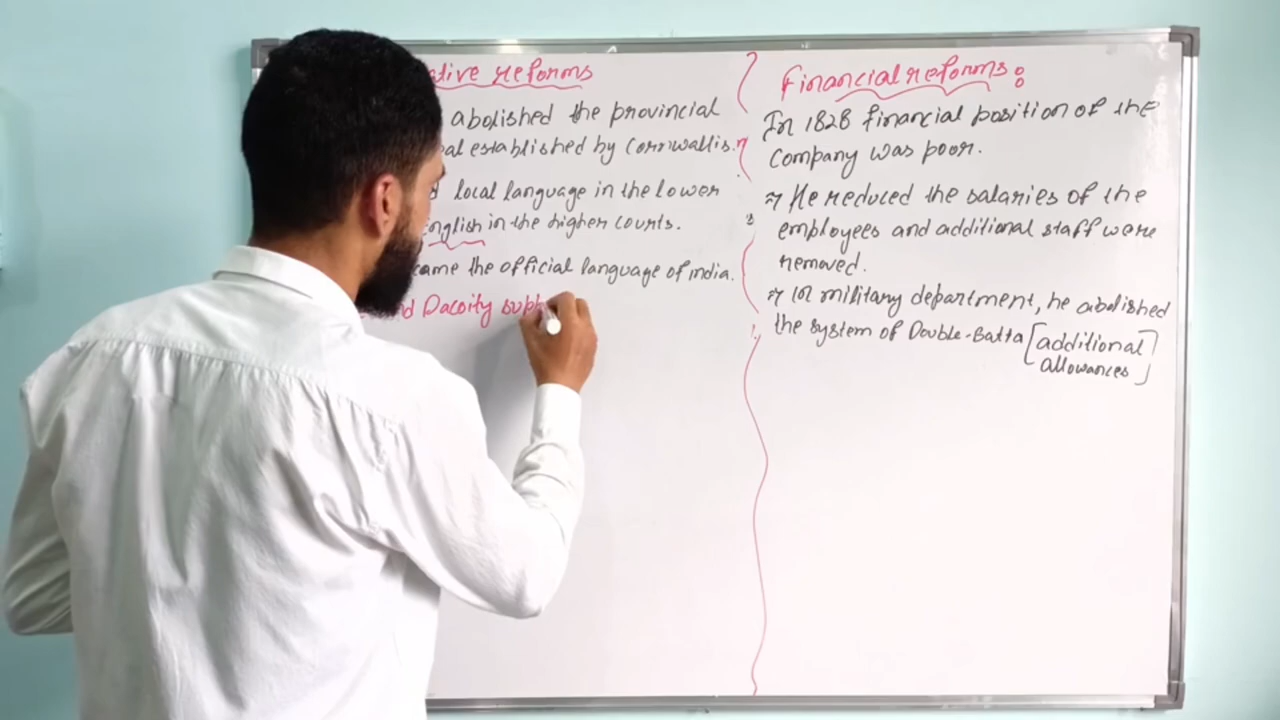 ative reforms
abolished the provincial
al established by Cornwallis.
local language in the lower
English in the higher courts.
came the official language of india.
nd Dacoity supp
Financial reforms:
In 1828 financial position of the
Company was poor.
⇒ He reduced the salaries of the
employees and additional staff were
removed.
⇒ In military department, he abolished
the system of Double-Batta [additional
allowances]